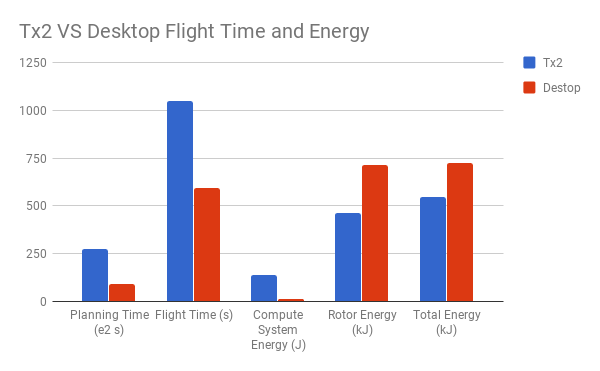 Tx2 VS Desktop Flight Time and Energy
1250
1000
750
500
250
0
Tx2
Destop
Planning Time
(e2 s)
Flight Time (s)
Compute
System
Energy (J)
Rotor Energy
(kJ)
Total Energy
(kJ)